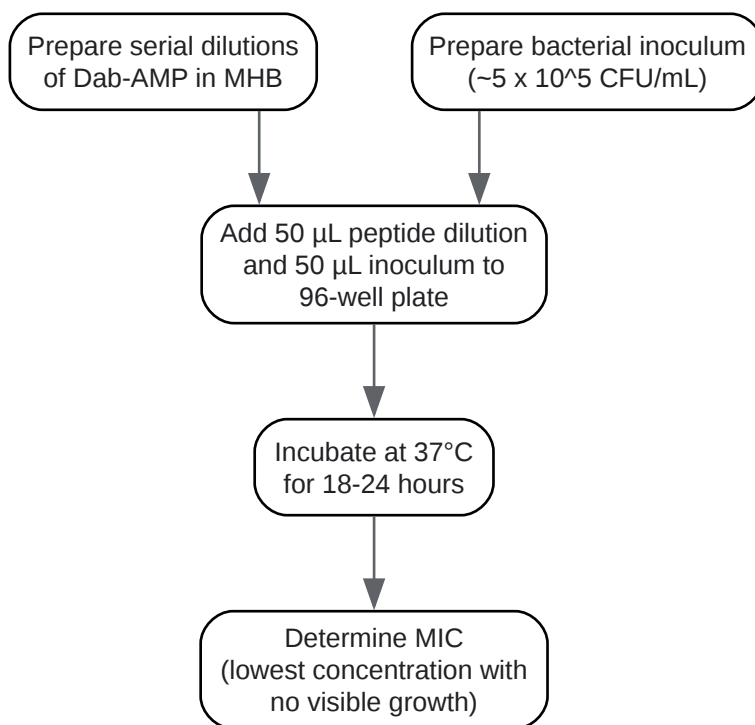 Prepare serial dilutions
of Dab-AMP in MHB
Prepare bacterial inoculum
(~5 x 10^5 CFU/mL)
Add 50 µL peptide dilution
and 50 µL inoculum to
96-well plate
Incubate at 37°C
for 18-24 hours
Determine MIC
(lowest concentration with
no visible growth)